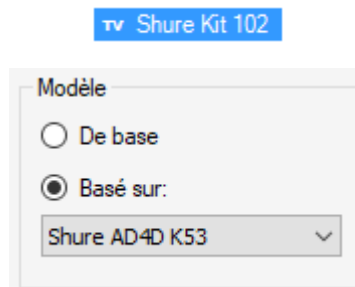 TV Shure Kit 102
Modèle
De base
Basé sur:
Shure AD4D K53